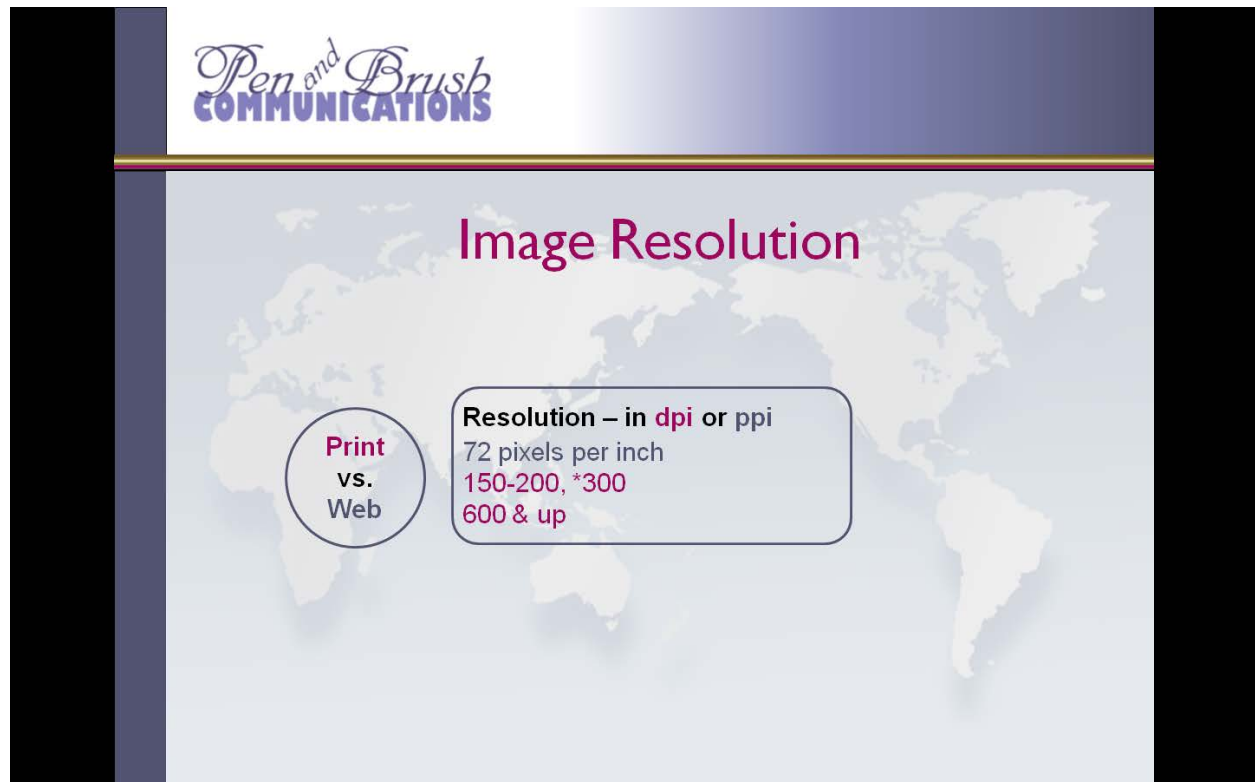 Pen and Brush
COMMUNICATIONS
Image Resolution
Print
vs.
Web
Resolution – in dpi or ppi
72 pixels per inch
150-200, *300
600 & up